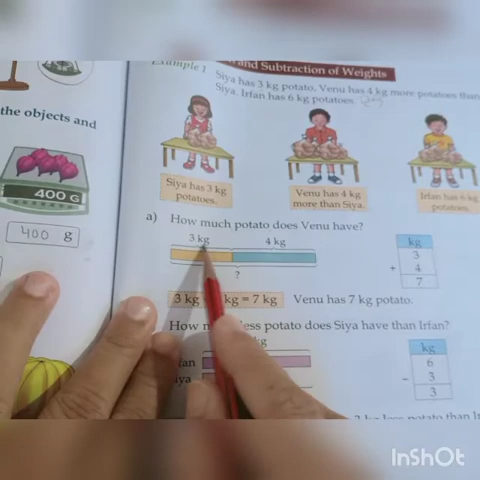 Example 1
and Subtraction of Weights
Siya has 3 kg potato. Venu has 4 kg more potatoes than
Siya. Irfan has 6 kg potatoes
the objects and
400 G
400 g
Siya has 3 kg
potatoes.
Venu has 4 kg
more than Siya.
Irfan has 6 kg
potatoes.
a) How much potato does Venu have?
3 kg 4 kg
?
kg
3
+ 4
7
3 kg kg = 7 kg Venu has 7 kg potato.
How less potato does Siya have than Irfan?
kg
kg
6
- 3
3
InShOt